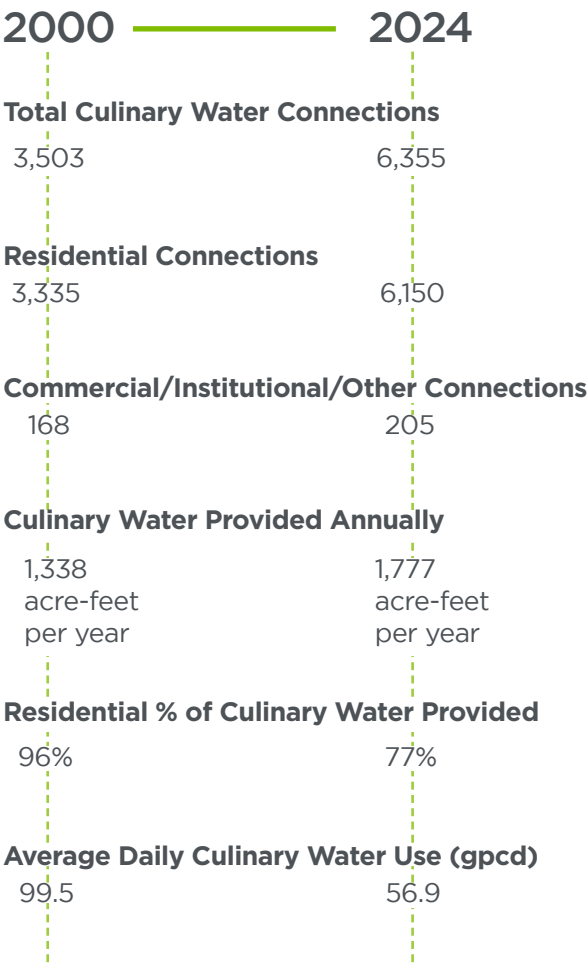 2000 2024
Total Culinary Water Connections
3,503 6,355
Residential Connections
3,335 6,150
Commercial/Institutional/Other Connections
168 205
Culinary Water Provided Annually
1,338 1,777
acre-feet acre-feet
per year per year
Residential % of Culinary Water Provided
96% 77%
Average Daily Culinary Water Use (gpcd)
99.5 56.9